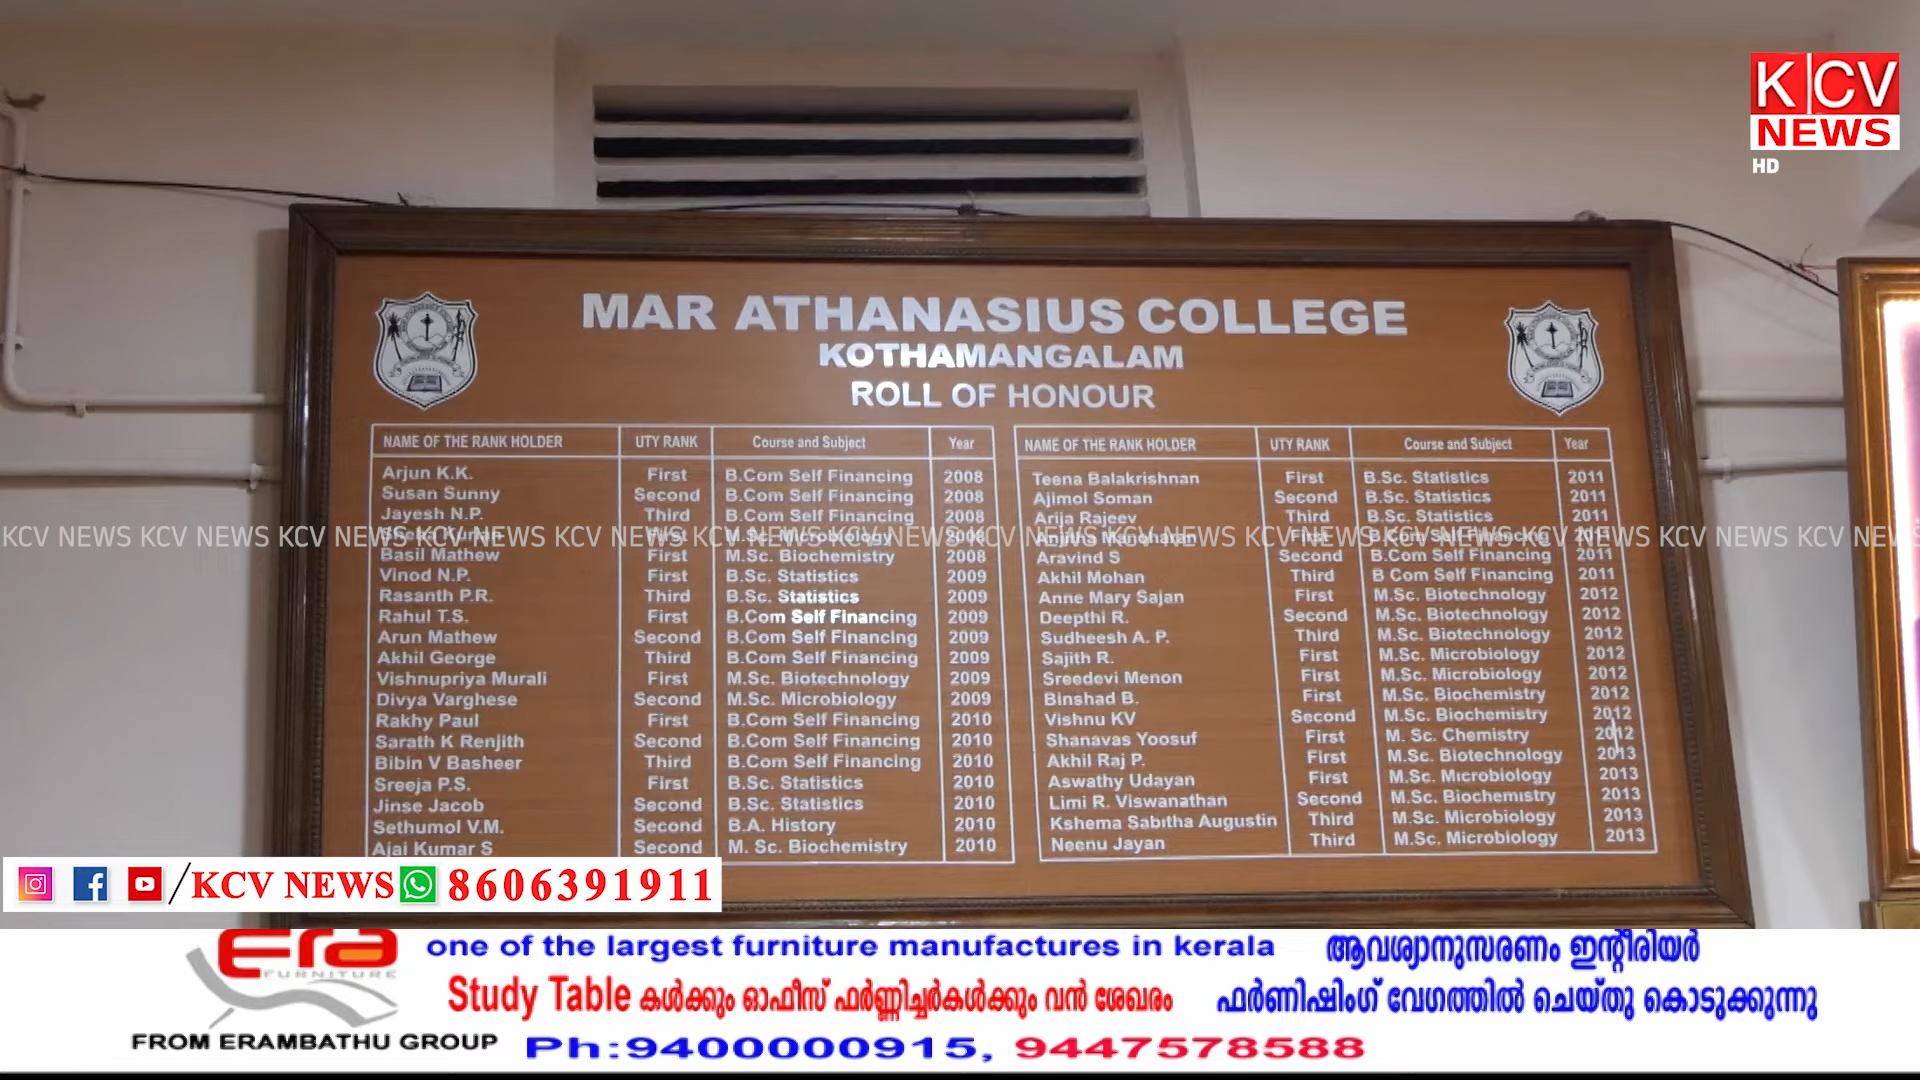 K CV
NEWS
HD
MAR ATHANASIUS COLLEGE
KOTHAMANGALAM
ROLL OF HONOUR
NAME OF THE RANK HOLDER UTY RANK Course and Subject Year
Arjun K.K. First B.Com Self Financing 2008
Susan Sunny Second B.Com Self Financing 2008
Jayesh N.P. Third B.Com Self Financing 2008
Kurian First M.Sc. Microbiology 2008
Basil Mathew First M.Sc. Biochemistry 2008
Vinod N.P. First B.Sc. Statistics 2009
Rasanth P.R. Third B.Sc. Statistics 2009
Rahul T.S. First B.Com Self Financing 2009
Arun Mathew Second B.Com Self Financing 2009
Akhil George Third B.Com Self Financing 2009
Vishnupriya Murali First M.Sc. Biotechnology 2009
Divya Varghese Second M.Sc. Microbiology 2009
Rakhy Paul First B.Com Self Financing 2010
Sarath K Renjith Second B.Com Self Financing 2010
Bibin V Basheer Third B.Com Self Financing 2010
Sreeja P.S. First B.Sc. Statistics 2010
Jinse Jacob Second B.Sc. Statistics 2010
Sethumol V.M. Second B.A. History 2010
Ajai Kumar S Second M. Sc. Biochemistry 2010
NAME OF THE RANK HOLDER UTY RANK Course and Subject Year
Teena Balakrishnan First B.Sc. Statistics 2011
Ajimol Soman Second B.Sc. Statistics 2011
Arija Rajeev Third B.Sc. Statistics 2011
Anjitha Manoharan First B.Com Self Financing 2011
Aravind S Second B.Com Self Financing 2011
Akhil Mohan Third B Com Self Financing 2011
Anne Mary Sajan First M.Sc. Biotechnology 2012
Deepthi R. Second M.Sc. Biotechnology 2012
Sudheesh A. P. Third M.Sc. Biotechnology 2012
Sajith R. First M.Sc. Microbiology 2012
Sreedevi Menon First M.Sc. Microbiology 2012
Binshad B. First M.Sc. Biochemistry 2012
Vishnu KV Second M.Sc. Biochemistry 2012
Shanavas Yoosuf First M. Sc. Chemistry 2012
Akhil Raj P. First M.Sc. Biotechnology 2013
Aswathy Udayan First M.Sc. Microbiology 2013
Limi R. Viswanathan Second M.Sc. Biochemistry 2013
Kshema Sabitha Augustin Third M.Sc. Microbiology 2013
Neenu Jayan Third M.Sc. Microbiology 2013
KCV NEWS KCV NEWS KCV NEWS KCV NEWS KCV NEWS KCV NEWS KCV NEWS KCV NEWS KCV NEWS KCV NEWS KCV NEWS KCV NEWS KCV NEWS KCV NEWS
/KCV NEWS 8606391911
Era
FURNITURE
FROM ERAMBATHU GROUP
one of the largest furniture manufactures in kerala ആവശ്യാനുസരണം ഇന്റീരിയർ
Study Table കൾക്കും ഓഫീസ് ഫർണ്ണിച്ചർകൾക്കും വൻ ശേഖരം ഫർണിഷിംഗ് വേഗത്തിൽ ചെയ്തു കൊടുക്കുന്നു
Ph:9400000915, 9447578588